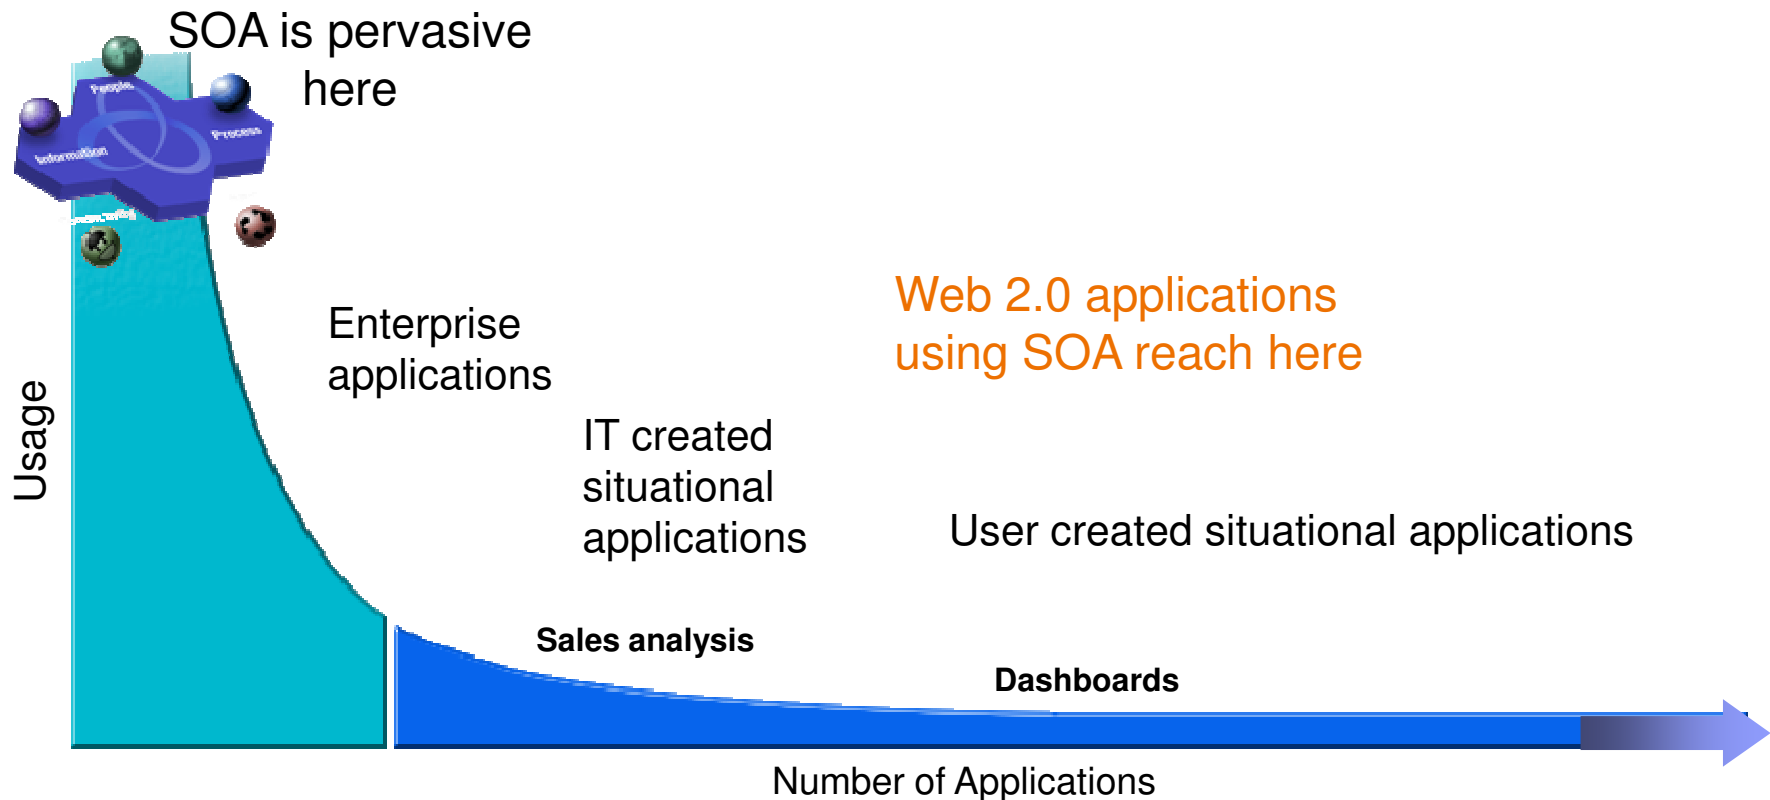 SOA is pervasive
here
People
Process
Information
Web 2.0 applications
using SOA reach here
Enterprise
applications
Usage
IT created
situational
applications
User created situational applications
Sales analysis
Dashboards
Number of Applications